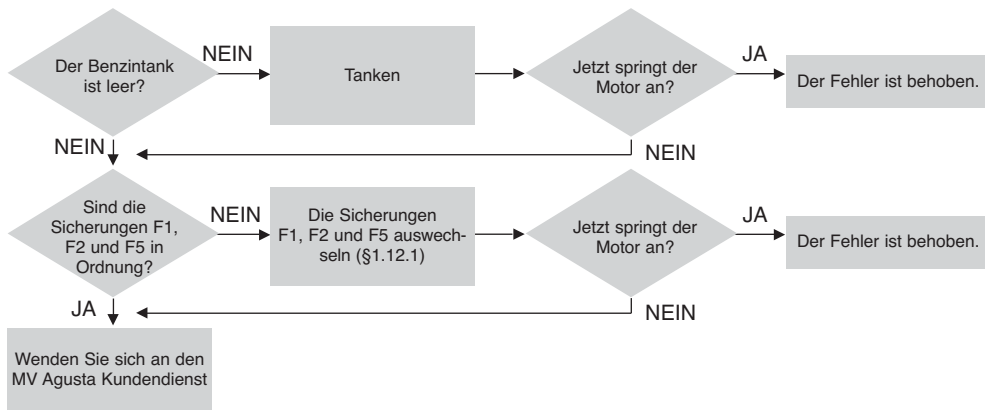 Der Benzintank
ist leer?
NEIN
Tanken
Jetzt springt der
Motor an?
JA
Der Fehler ist behoben.
NEIN
NEIN
Sind die
Sicherungen F1,
F2 und F5 in
Ordnung?
NEIN
Die Sicherungen
F1, F2 und F5 auswech-
seln (§1.12.1)
Jetzt springt der
Motor an?
JA
Der Fehler ist behoben.
JA
NEIN
Wenden Sie sich an den
MV Agusta Kundendienst